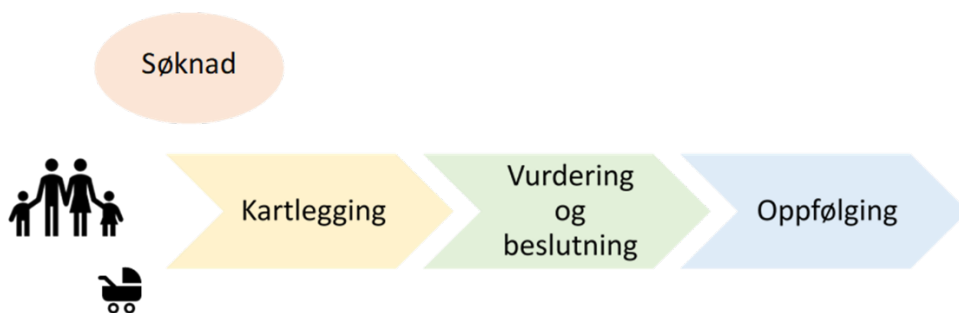 Søknad
Kartlegging
Vurdering
og
beslutning
Oppfølging